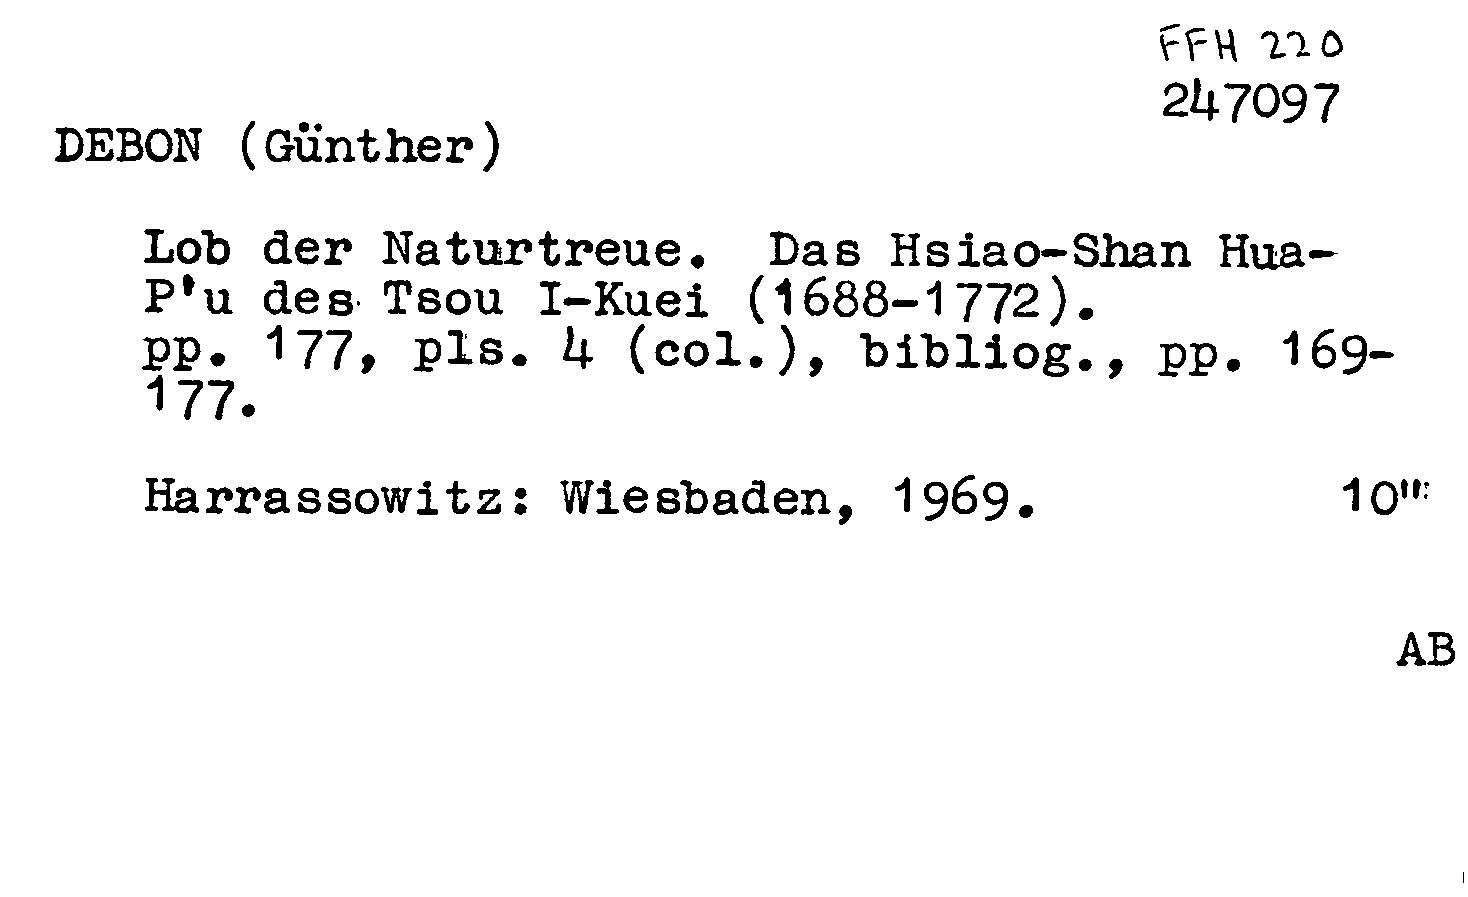 FFH 220
247097
DEBON (Günther)
Lob der Naturtreue. Das Hsiao-Shan Hua-
P'u des Tsou I-Kuei (1688-1772).
pp. 177, pls. 4 (col.), bibliog., pp. 169-
177.
Harrassowitz: Wiesbaden, 1969. 10"
AB